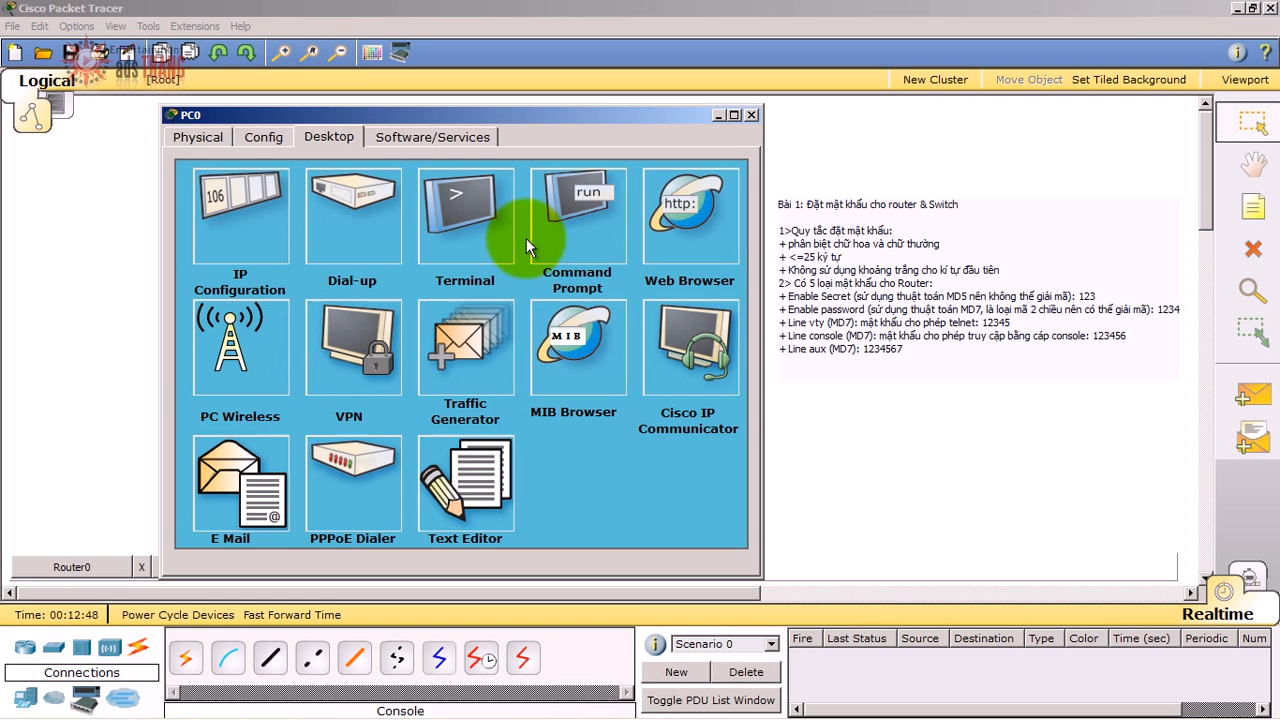 Cisco Packet Tracer
File Edit Options View Tools Extensions Help
Logical
[Root]
New Cluster
Move Object
Set Tiled Background
Viewport
PC0
Physical
Config
Desktop
Software/Services
106
>
run
http:
IP
Configuration
Dial-up
Terminal
Command
Prompt
Web Browser
MIB
PC Wireless
VPN
Traffic
Generator
MIB Browser
Cisco IP
Communicator
@
E Mail
PPPoE Dialer
Text Editor
Bài 1: Đặt mật khẩu cho router & Switch
1>Quy tắc đặt mật khẩu:
+ phân biệt chữ hoa và chữ thường
+ <=25 ký tự
+ Không sử dụng khoảng trắng cho kí tự đầu tiên
2> Có 5 loại mật khẩu cho Router:
+ Enable Secret (sử dụng thuật toán MD5 nên không thể giải mã): 123
+ Enable password (sử dụng thuật toán MD7, là loại mã 2 chiều nên có thể giải mã): 1234
+ Line vty (MD7): mật khẩu cho phép telnet: 12345
+ Line console (MD7): mật khẩu cho phép truy cập bằng cáp console: 123456
+ Line aux (MD7): 1234567
Router0
X
Time: 00:12:48
Power Cycle Devices Fast Forward Time
Realtime
Connections
Console
Scenario 0
New
Delete
Toggle PDU List Window
Fire
Last Status
Source
Destination
Type
Color
Time (sec)
Periodic
Num